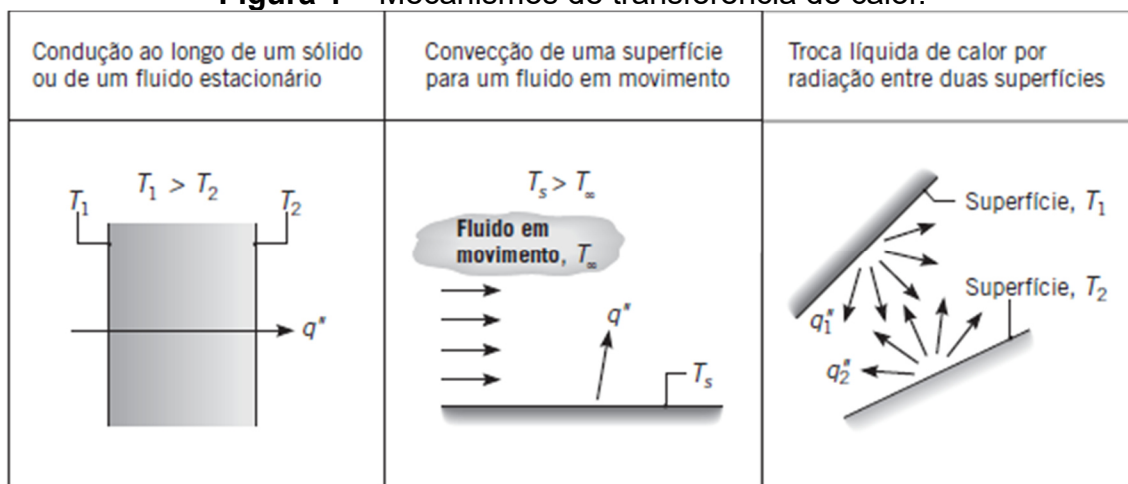 Figura 1 – Mecanismos de transferência de calor.
Condução ao longo de um sólido
ou de um fluido estacionário
Convecção de uma superfície
para um fluido em movimento
Troca líquida de calor por
radiação entre duas superfícies
T₁
T₁ > T₂
T₂
q"
Tₛ > T∞
Fluido em
movimento, T∞
q"
Tₛ
Superfície, T₁
Superfície, T₂
q₁"
q₂"